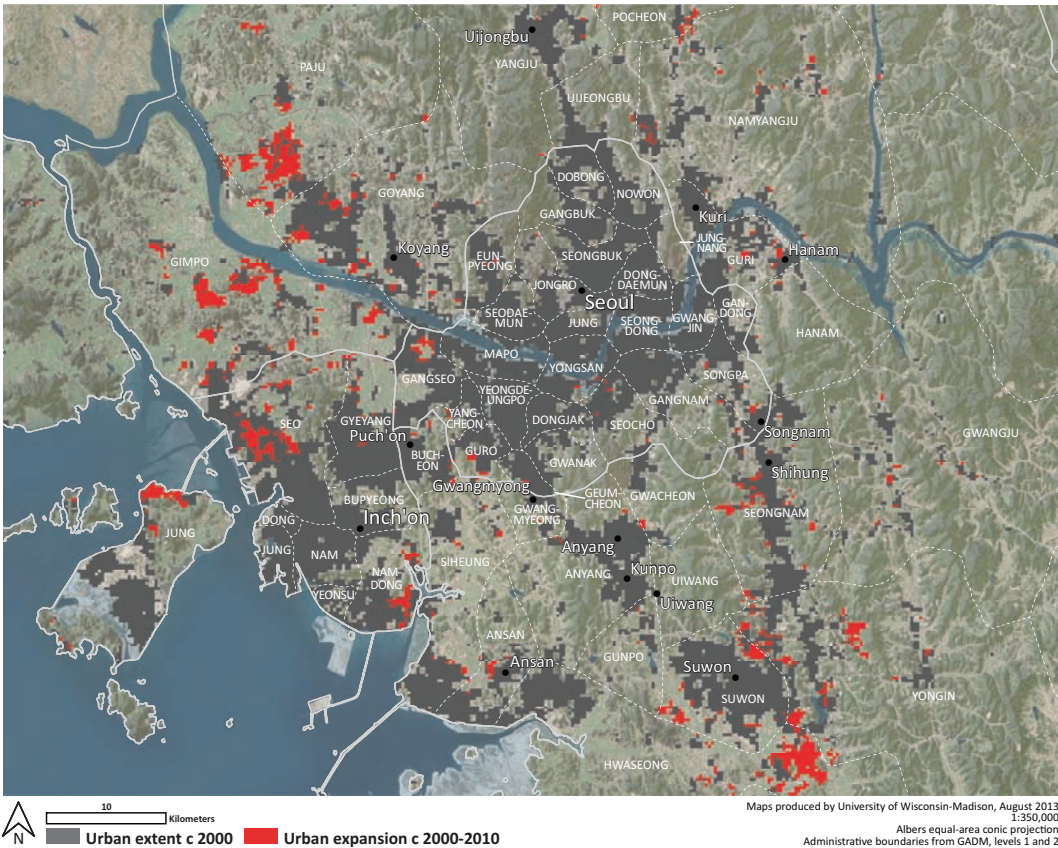 POCHEON
Uijongbu
YANGJU
PAJU
UIJEONGBU
NAMYANGJU
DOBONG
NOWON
GOYANG
GANGBUK
Kuri
JUNG-
NANG
Koyang
Hanam
EUN-
PYEONG
SEONGBUK
GURI
GIMPO
DONG-
DAEMUN
JONGRO
Seoul
GAN-
DONG
SEODAE-
MUN
JUNG
SEONG-
DONG
GWANG-
JIN
HANAM
MAPO
YONGSAN
GANGSEO
SONGPA
YEONGDE-
UNGPO
GANGNAM
YANG-
CHEON
SEO
GYEYANG
DONGJAK
SEOCHO
Songnam
GWANGJU
Puch'on
BUCH-
EON
GURO
GWANAK
Shihung
Gwangmyong
GEUM-
CHEON
GWACHEON
BUPYEONG
GWANG-
MYEONG
SEONGNAM
Inch'on
DONG
JUNG
JUNG
NAM
Anyang
SIHEUNG
NAM-
DONG
ANYANG
Kunpo
UIWANG
YEONSU
Uiwang
ANSAN
GUNPO
Ansan
Suwon
SUWON
YONGIN
HWASEONG
10
Kilometers
N
Urban extent c 2000
Urban expansion c 2000-2010
Maps produced by University of Wisconsin-Madison, August 2013
1:350,000
Albers equal-area conic projection
Administrative boundaries from GADM, levels 1 and 2